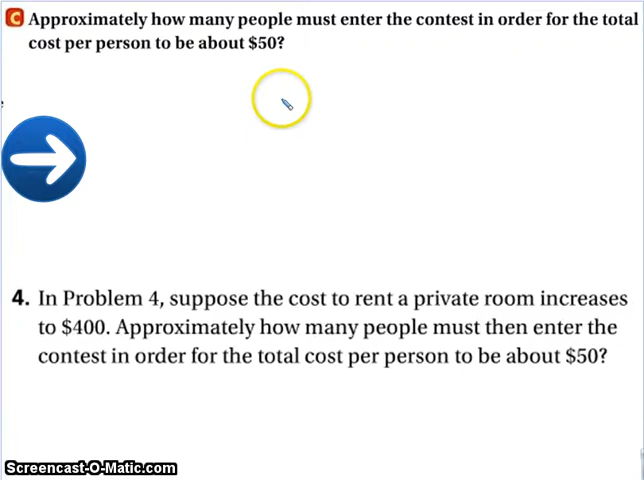 C Approximately how many people must enter the contest in order for the total
cost per person to be about $50?
4. In Problem 4, suppose the cost to rent a private room increases
to $400. Approximately how many people must then enter the
contest in order for the total cost per person to be about $50?
Screencast-O-Matic.com